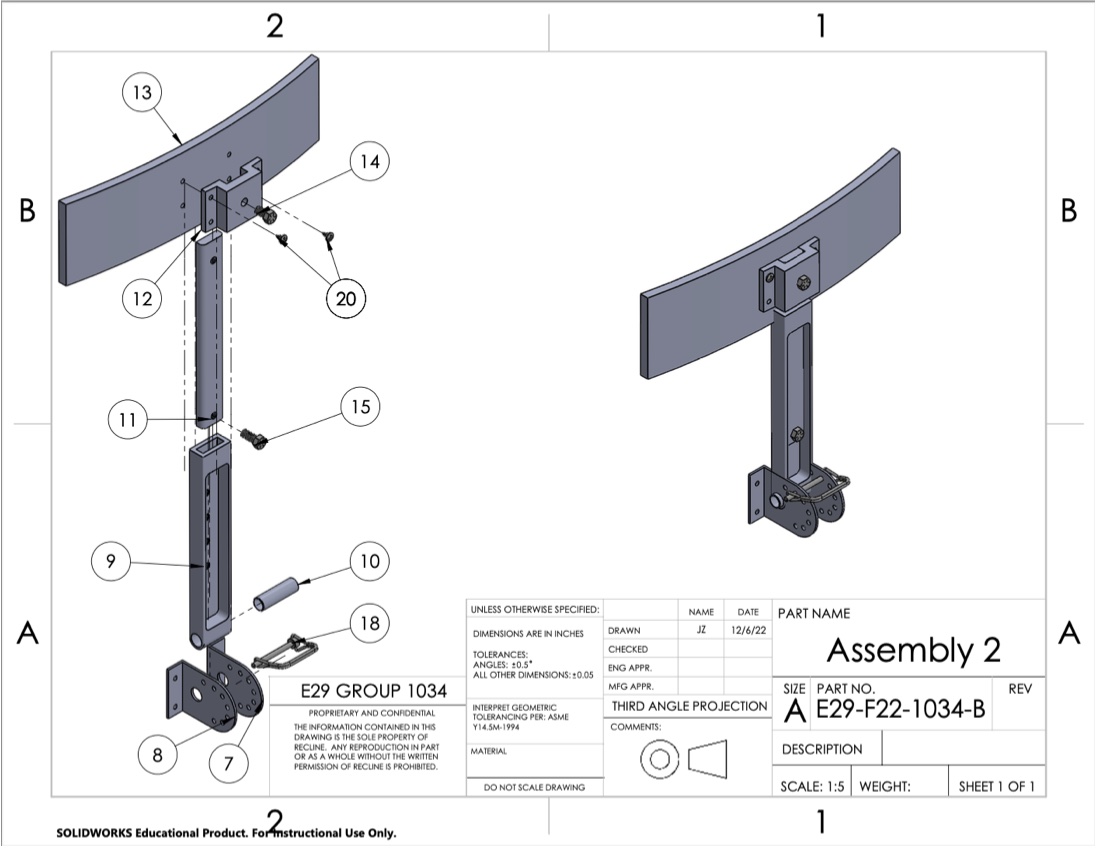 2
1
B
B
A
A
13
14
12
20
11
15
9
10
18
8
7
E29 GROUP 1034
PROPRIETARY AND CONFIDENTIAL
THE INFORMATION CONTAINED IN THIS
DRAWING IS THE SOLE PROPERTY OF
RECLINE. ANY REPRODUCTION IN PART
OR AS A WHOLE WITHOUT THE WRITTEN
PERMISSION OF RECLINE IS PROHIBITED.
UNLESS OTHERWISE SPECIFIED:
DIMENSIONS ARE IN INCHES
TOLERANCES:
ANGLES: ±0.5°
ALL OTHER DIMENSIONS: ±0.05
INTERPRET GEOMETRIC
TOLERANCING PER: ASME
Y14.5M-1994
MATERIAL
DO NOT SCALE DRAWING
NAME DATE
DRAWN JZ 12/6/22
CHECKED
ENG APPR.
MFG APPR.
THIRD ANGLE PROJECTION
COMMENTS:
PART NAME
Assembly 2
SIZE PART NO. REV
A E29-F22-1034-B
DESCRIPTION
SCALE: 1:5 WEIGHT: SHEET 1 OF 1
2
1
SOLIDWORKS Educational Product. For Instructional Use Only.